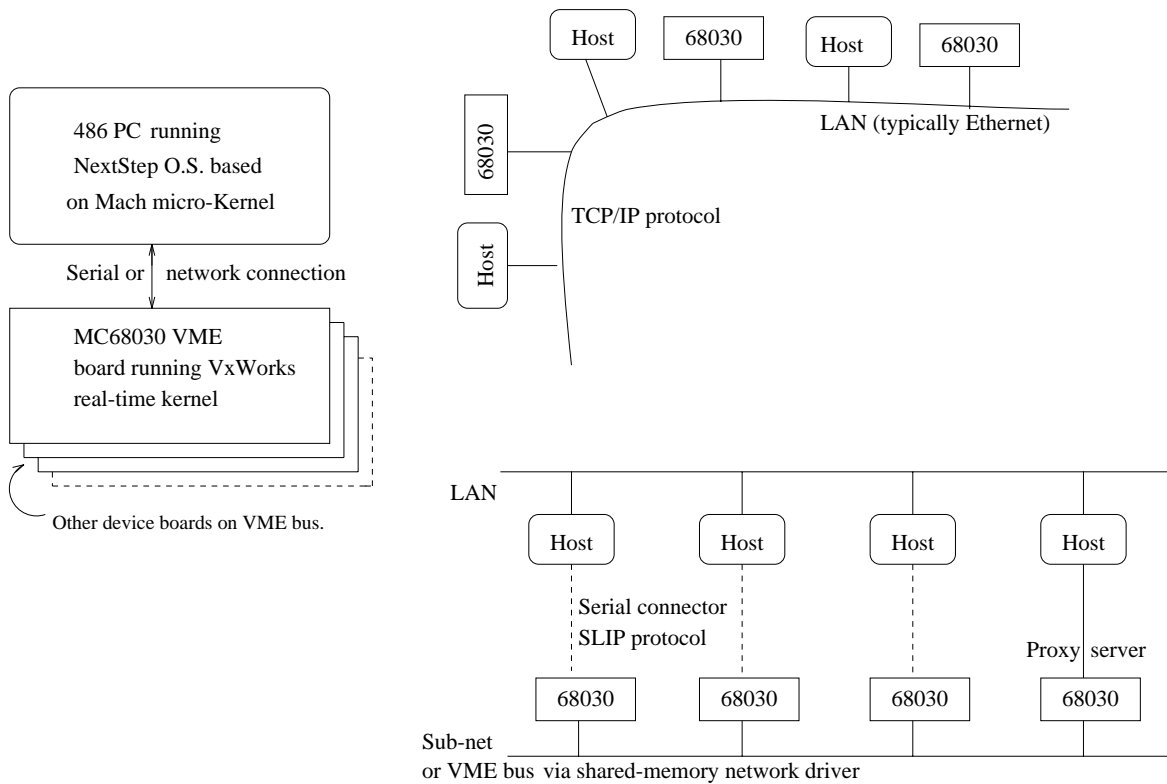 486 PC running
NextStep O.S. based
on Mach micro-Kernel
Serial or network connection
MC68030 VME
board running VxWorks
real-time kernel
Other device boards on VME bus.
Host
68030
Host
68030
LAN (typically Ethernet)
68030
TCP/IP protocol
Host
LAN
Host
Host
Host
Host
Serial connector
SLIP protocol
Proxy server
68030
68030
68030
68030
Sub-net
or VME bus via shared-memory network driver